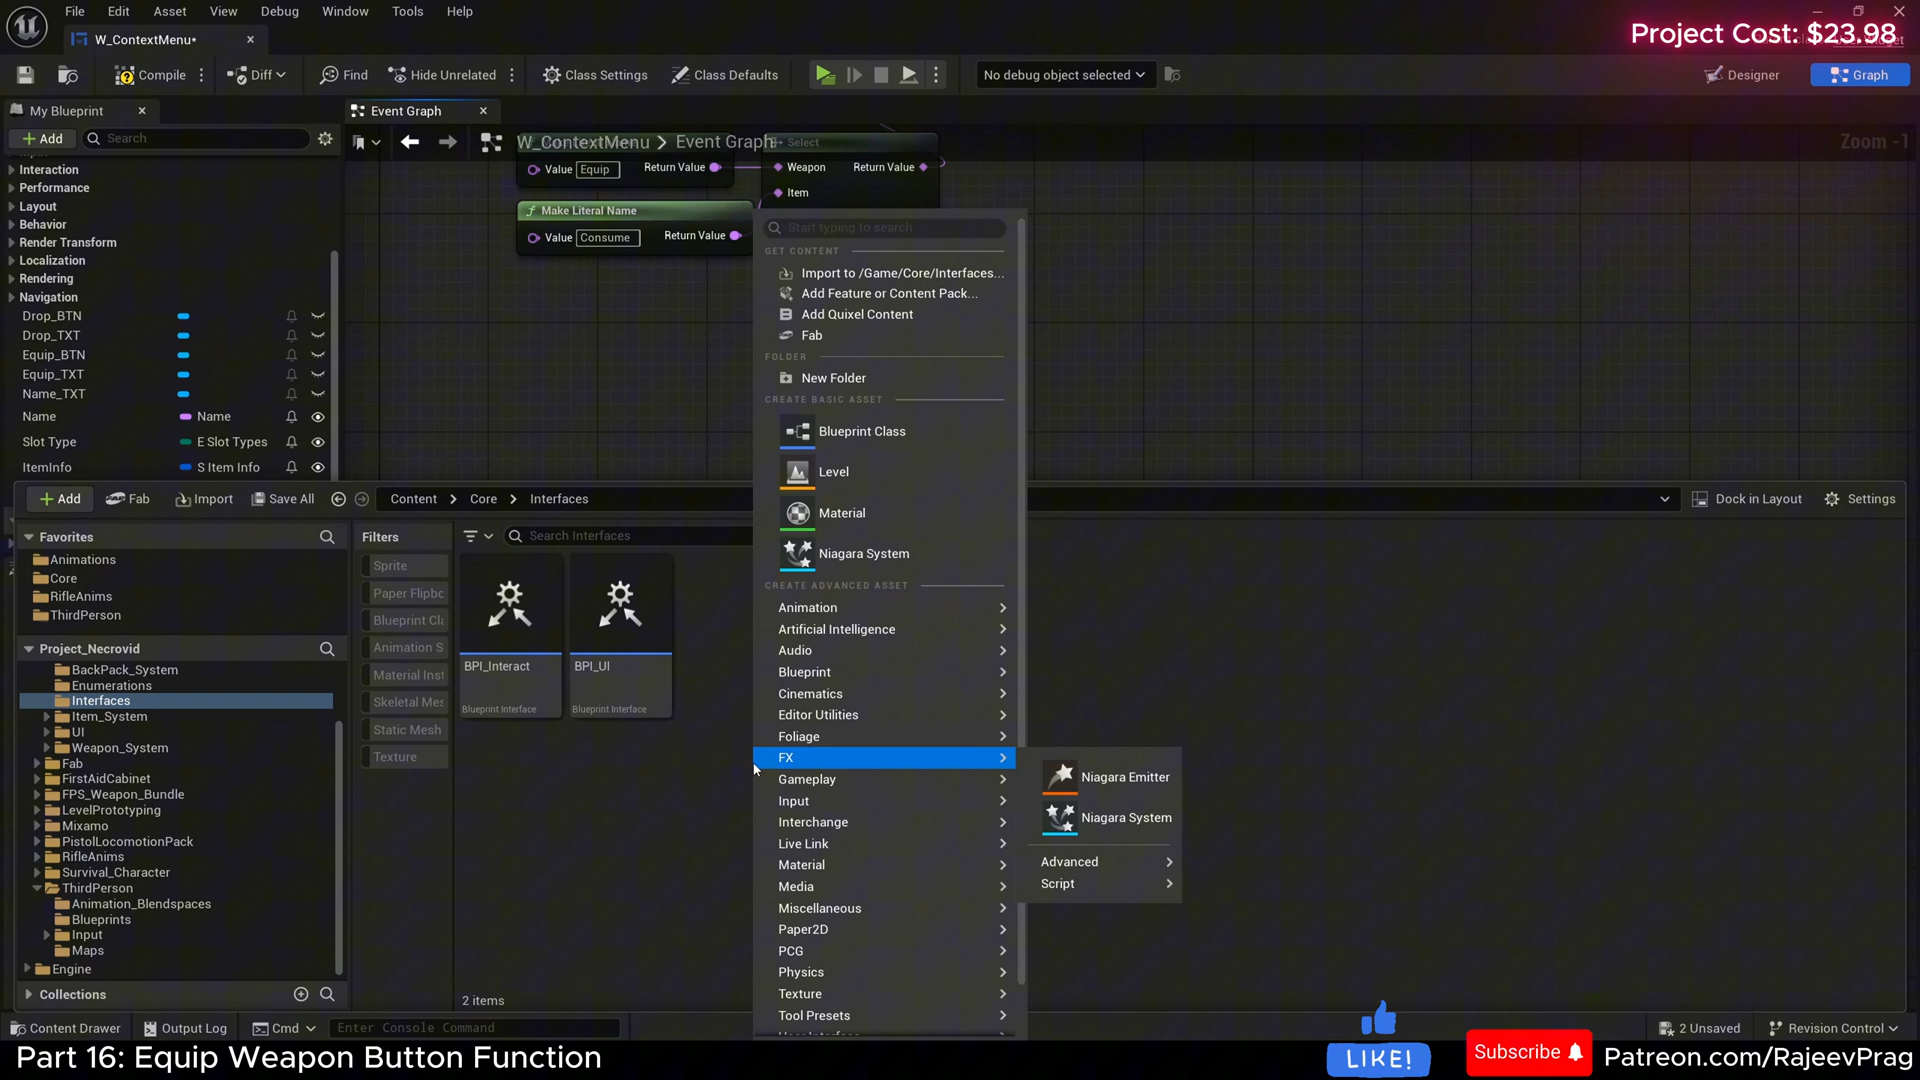 File Edit Asset View Debug Window Tools Help
Project Cost: $23.98
W_ContextMenu*
Compile Diff Find Hide Unrelated Class Settings Class Defaults No debug object selected Designer Graph
My Blueprint
Event Graph
Add Search
W_ContextMenu > Event Graph
Zoom -1
Interaction
Performance
Layout
Behavior
Render Transform
Localization
Rendering
Navigation
Drop_BTN
Drop_TXT
Equip_BTN
Equip_TXT
Name_TXT
Name Name
Slot Type E Slot Types
ItemInfo S Item Info
Value Equip Return Value
Select
Weapon Return Value
Item
Make Literal Name
Value Consume Return Value
Start typing to search
GET CONTENT
Import to /Game/Core/Interfaces...
Add Feature or Content Pack...
Add Quixel Content
Fab
FOLDER
New Folder
CREATE BASIC ASSET
Blueprint Class
Level
Material
Niagara System
CREATE ADVANCED ASSET
Animation
Artificial Intelligence
Audio
Blueprint
Cinematics
Editor Utilities
Foliage
FX
Gameplay
Input
Interchange
Live Link
Material
Media
Miscellaneous
Paper2D
PCG
Physics
Texture
Tool Presets
Niagara Emitter
Niagara System
Advanced
Script
Add Fab Import Save All Content > Core > Interfaces Dock in Layout Settings
Favorites
Animations
Core
RifleAnims
ThirdPerson
Project_Necrovid
BackPack_System
Enumerations
Interfaces
Item_System
UI
Weapon_System
Fab
FirstAidCabinet
FPS_Weapon_Bundle
LevelPrototyping
Mixamo
PistolLocomotionPack
RifleAnims
Survival_Character
ThirdPerson
Animation_Blendspaces
Blueprints
Input
Maps
Engine
Collections
Filters
Sprite
Paper Flipbo
Blueprint Cla
Animation S
Material Inst
Skeletal Mes
Static Mesh
Texture
Search Interfaces
BPI_Interact
Blueprint Interface
BPI_UI
Blueprint Interface
2 items
Content Drawer Output Log Cmd Enter Console Command 2 Unsaved Revision Control
Part 16: Equip Weapon Button Function
LIKE!
Subscribe
Patreon.com/RajeevPrag